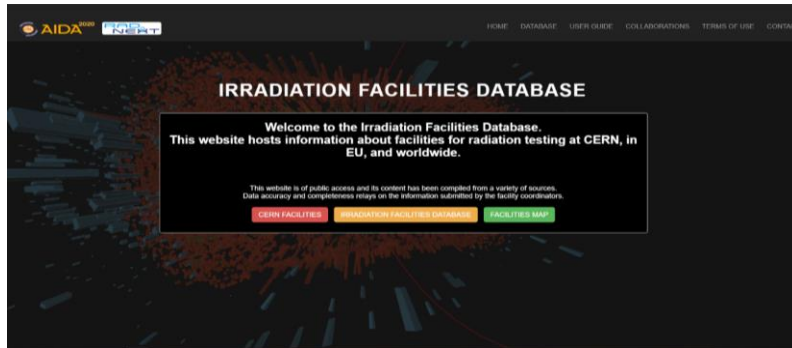 AIDA2020 RADNEXT
HOME DATABASE USER GUIDE COLLABORATIONS TERMS OF USE CONTA
IRRADIATION FACILITIES DATABASE
Welcome to the Irradiation Facilities Database.
This website hosts information about facilities for radiation testing at CERN, in
EU, and worldwide.
This website is of public access and its content has been compiled from a variety of sources.
Data accuracy and completeness relays on the information submitted by the facility coordinators.
CERN FACILITIES IRRADIATION FACILITIES DATABASE FACILITIES MAP